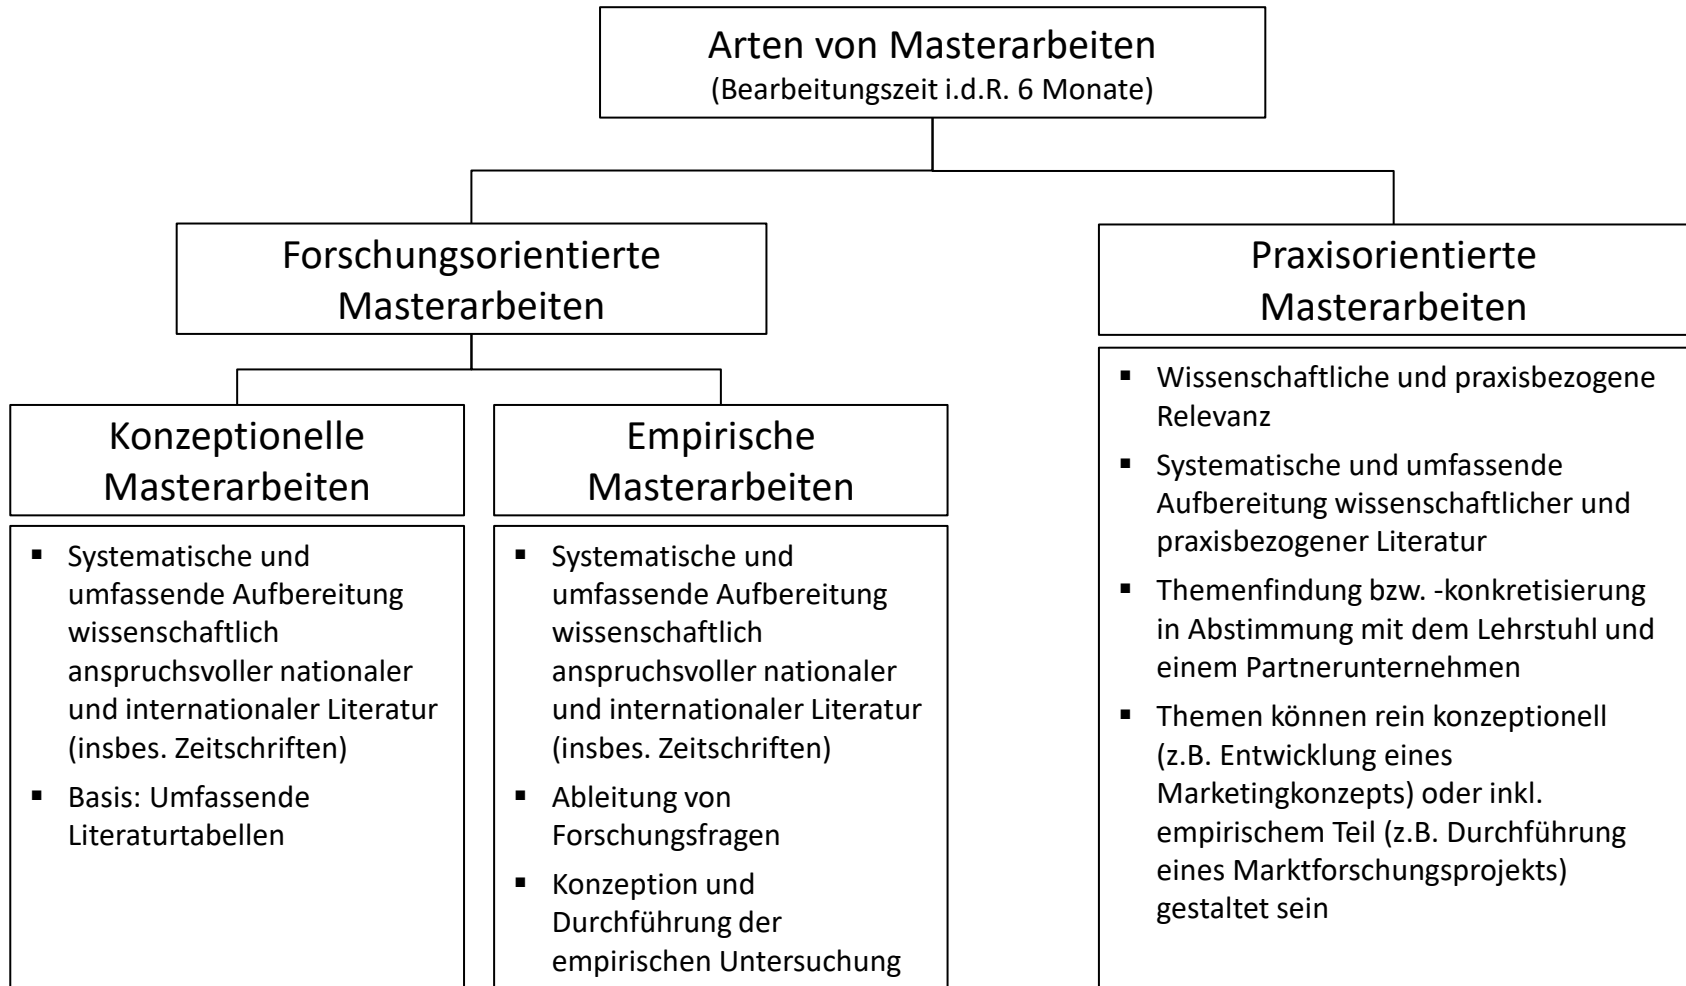 Arten von Masterarbeiten
(Bearbeitungszeit i.d.R. 6 Monate)
Forschungsorientierte
Masterarbeiten
Konzeptionelle
Masterarbeiten
▪ Systematische und
umfassende Aufbereitung
wissenschaftlich
anspruchsvoller nationaler
und internationaler Literatur
(insbes. Zeitschriften)
▪ Basis: Umfassende
Literaturtabellen
Empirische
Masterarbeiten
▪ Systematische und
umfassende Aufbereitung
wissenschaftlich
anspruchsvoller nationaler
und internationaler Literatur
(insbes. Zeitschriften)
▪ Ableitung von
Forschungsfragen
▪ Konzeption und
Durchführung der
empirischen Untersuchung
Praxisorientierte
Masterarbeiten
▪ Wissenschaftliche und praxisbezogene
Relevanz
▪ Systematische und umfassende
Aufbereitung wissenschaftlicher und
praxisbezogener Literatur
▪ Themenfindung bzw. -konkretisierung
in Abstimmung mit dem Lehrstuhl und
einem Partnerunternehmen
▪ Themen können rein konzeptionell
(z.B. Entwicklung eines
Marketingkonzepts) oder inkl.
empirischem Teil (z.B. Durchführung
eines Marktforschungsprojekts)
gestaltet sein